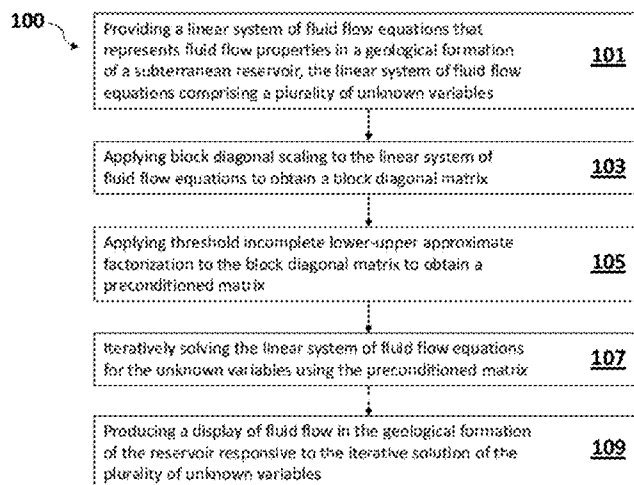 100
Providing a linear system of fluid flow equations that
represents fluid flow properties in a geological formation
of a subterranean reservoir, the linear system of fluid flow
equations comprising a plurality of unknown variables
101
Applying block diagonal scaling to the linear system of
fluid flow equations to obtain a block diagonal matrix
103
Applying threshold incomplete lower-upper approximate
factorization to the block diagonal matrix to obtain a
preconditioned matrix
105
Iteratively solving the linear system of fluid flow equations
for the unknown variables using the preconditioned matrix
107
Producing a display of fluid flow in the geological formation
of the reservoir responsive to the iterative solution of the
plurality of unknown variables
109